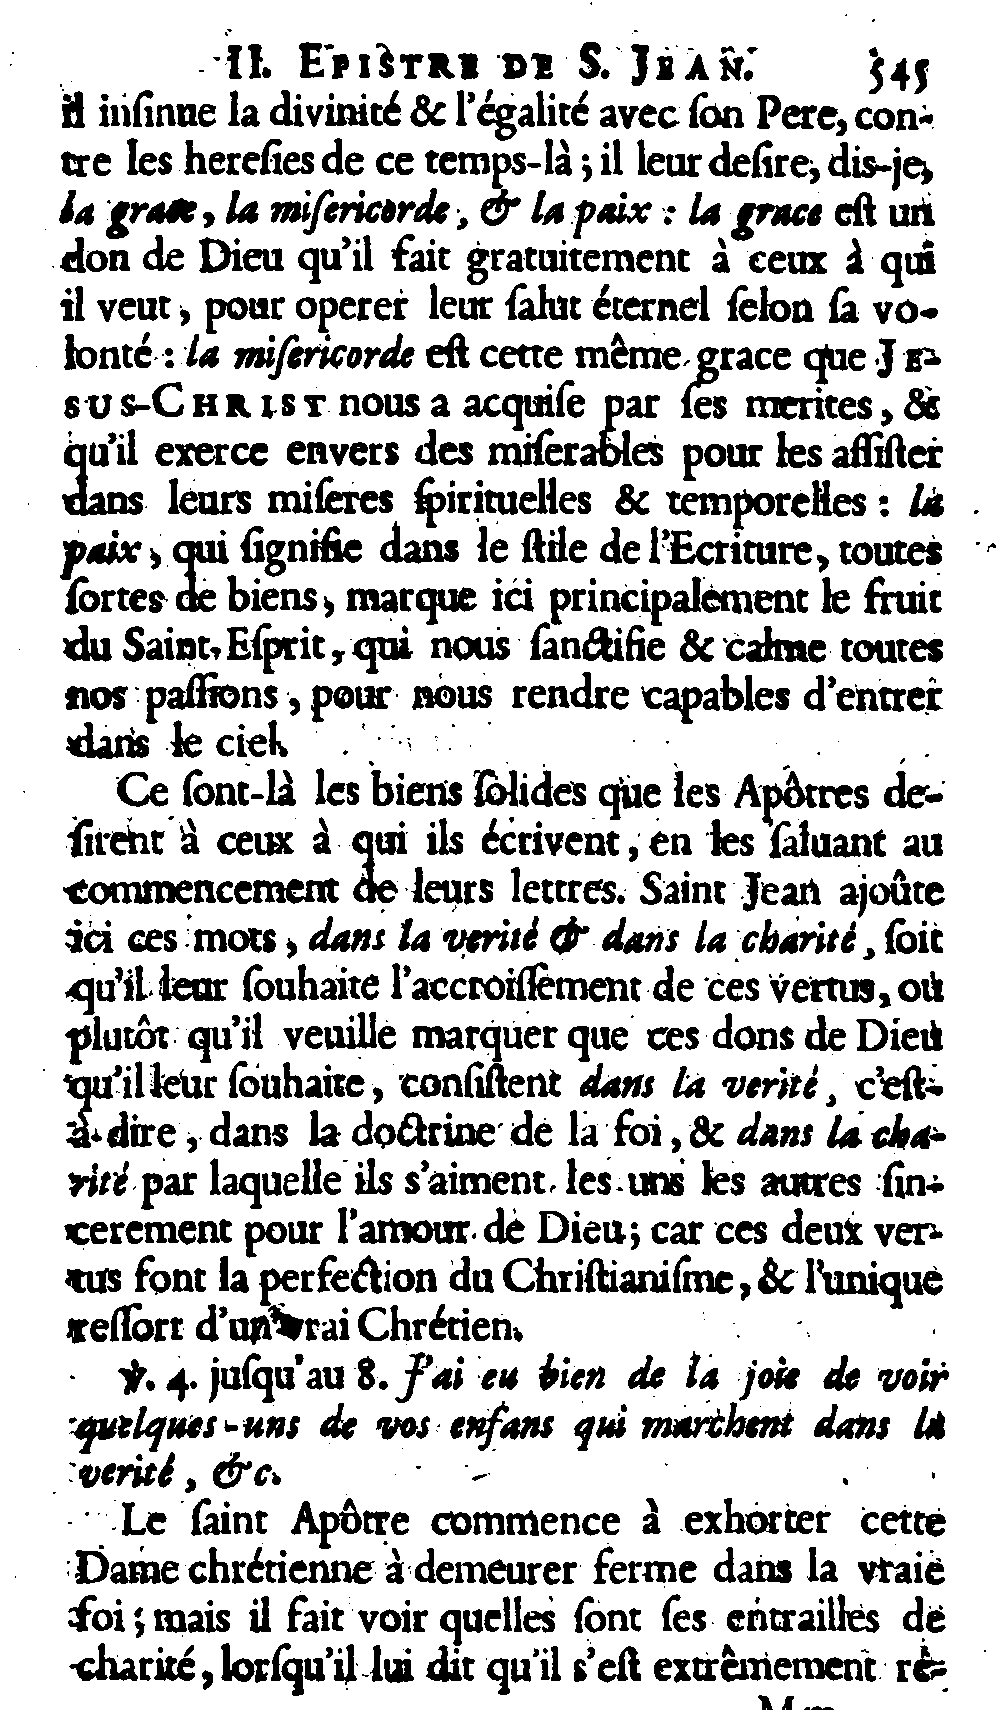 II. EPISTRE DE S. JEAN. 545
il insinue la divinité & l'égalité avec ſon Pere, con-
tre les hereſies de ce temps-là ; il leur deſire, dis-je,
la grace, la miſericorde, & la paix : la grace eſt un
don de Dieu qu'il fait gratuitement à ceux à qui
il veut, pour operer leur ſalut éternel ſelon ſa vo-
lonté : la miſericorde eſt cette même grace que JE-
SUS-CHRIST nous a acquiſe par ſes merites, &
qu'il exerce envers des miſerables pour les aſſiſter
dans leurs miſeres ſpirituelles & temporelles : la
paix, qui ſignifie dans le ſtile de l'Ecriture, toutes
ſortes de biens, marque ici principalement le fruit
du Saint Eſprit, qui nous ſanctifie & calme toutes
nos paſſions, pour nous rendre capables d'entrer
dans le ciel.
Ce ſont-là les biens ſolides que les Apôtres de-
ſirent à ceux à qui ils écrivent, en les ſaluant au
commencement de leurs lettres. Saint Jean ajoûte
ici ces mots, dans la verité & dans la charité, ſoit
qu'il leur ſouhaite l'accroiſſement de ces vertus, ou
plutôt qu'il veuille marquer que ces dons de Dieu
qu'il leur ſouhaite, conſiſtent dans la verité, c'eſt-
à-dire, dans la doctrine de la foi, & dans la cha-
rité par laquelle ils s'aiment les uns les autres ſin-
cerement pour l'amour de Dieu; car ces deux ver-
tus font la perfection du Chriſtianiſme, & l'unique
reſſort d'un vrai Chrétien.
℣. 4. juſqu'au 8. J'ai eu bien de la joie de voir
quelques-uns de vos enfans qui marchent dans la
verité, &c.
Le ſaint Apôtre commence à exhorter cette
Dame chrétienne à demeurer ferme dans la vraie
foi ; mais il fait voir quelles ſont ſes entrailles de
charité, lorſqu'il lui dit qu'il s'eſt extrêmement ré-